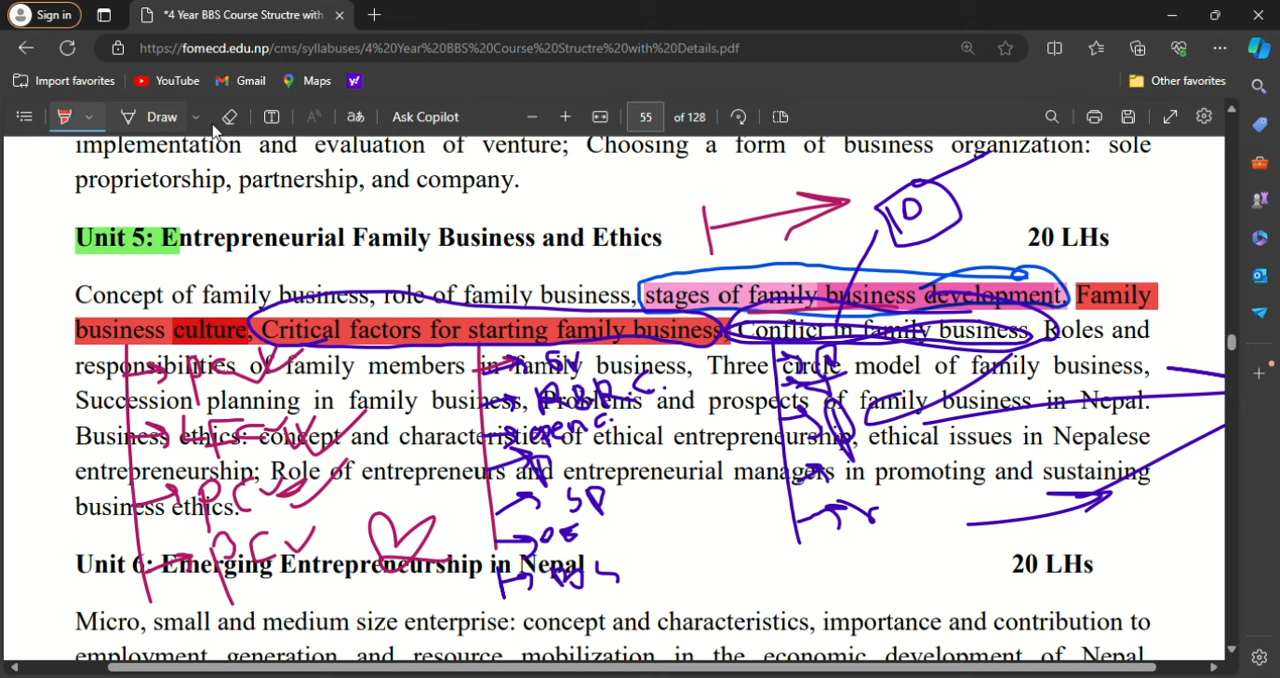 Sign in
*4 Year BBS Course Structre with
https://fomecd.edu.np/cms/syllabuses/4%20Year%20BBS%20Course%20Structre%20with%20Details.pdf
Import favorites YouTube Gmail Maps Other favorites
Draw Ask Copilot 55 of 128
implementation and evaluation of venture; Choosing a form of business organization: sole
proprietorship, partnership, and company.
Unit 5: Entrepreneurial Family Business and Ethics 20 LHs
Concept of family business, role of family business, stages of family business development. Family
business culture, Critical factors for starting family business, Conflict in family business, Roles and
responsibilities of family members in family business, Three circle model of family business,
Succession planning in family business, Problems and prospects of family business in Nepal.
Business ethics: concept and characteristics of ethical entrepreneurship, ethical issues in Nepalese
entrepreneurship; Role of entrepreneurs and entrepreneurial managers in promoting and sustaining
business ethics.
Unit 6: Emerging Entrepreneurship in Nepal 20 LHs
Micro, small and medium size enterprise: concept and characteristics, importance and contribution to
employment generation and resource mobilization in the economic development of Nepal.